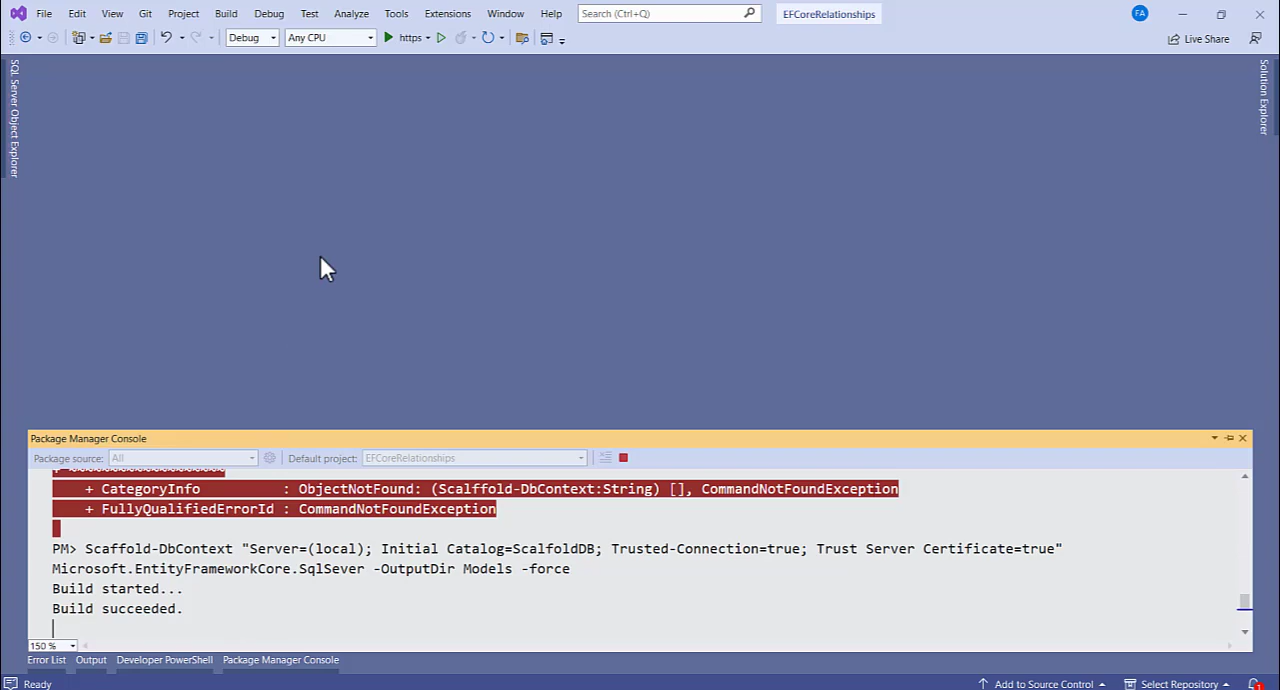 File Edit View Git Project Build Debug Test Analyze Tools Extensions Window Help Search (Ctrl+Q) EFCoreRelationships FA
Debug Any CPU https Live Share
SQL Server Object Explorer
Solution Explorer
Package Manager Console
Package source: All Default project: EFCoreRelationships
+ ~~~~~~~~~~~~~~~~~~~~
+ CategoryInfo : ObjectNotFound: (Scalffold-DbContext:String) [], CommandNotFoundException
+ FullyQualifiedErrorId : CommandNotFoundException
PM> Scaffold-DbContext "Server=(local); Initial Catalog=ScalfoldDB; Trusted-Connection=true; Trust Server Certificate=true"
Microsoft.EntityFrameworkCore.SqlSever -OutputDir Models -force
Build started...
Build succeeded.
150 %
Error List Output Developer PowerShell Package Manager Console
Ready Add to Source Control Select Repository 1